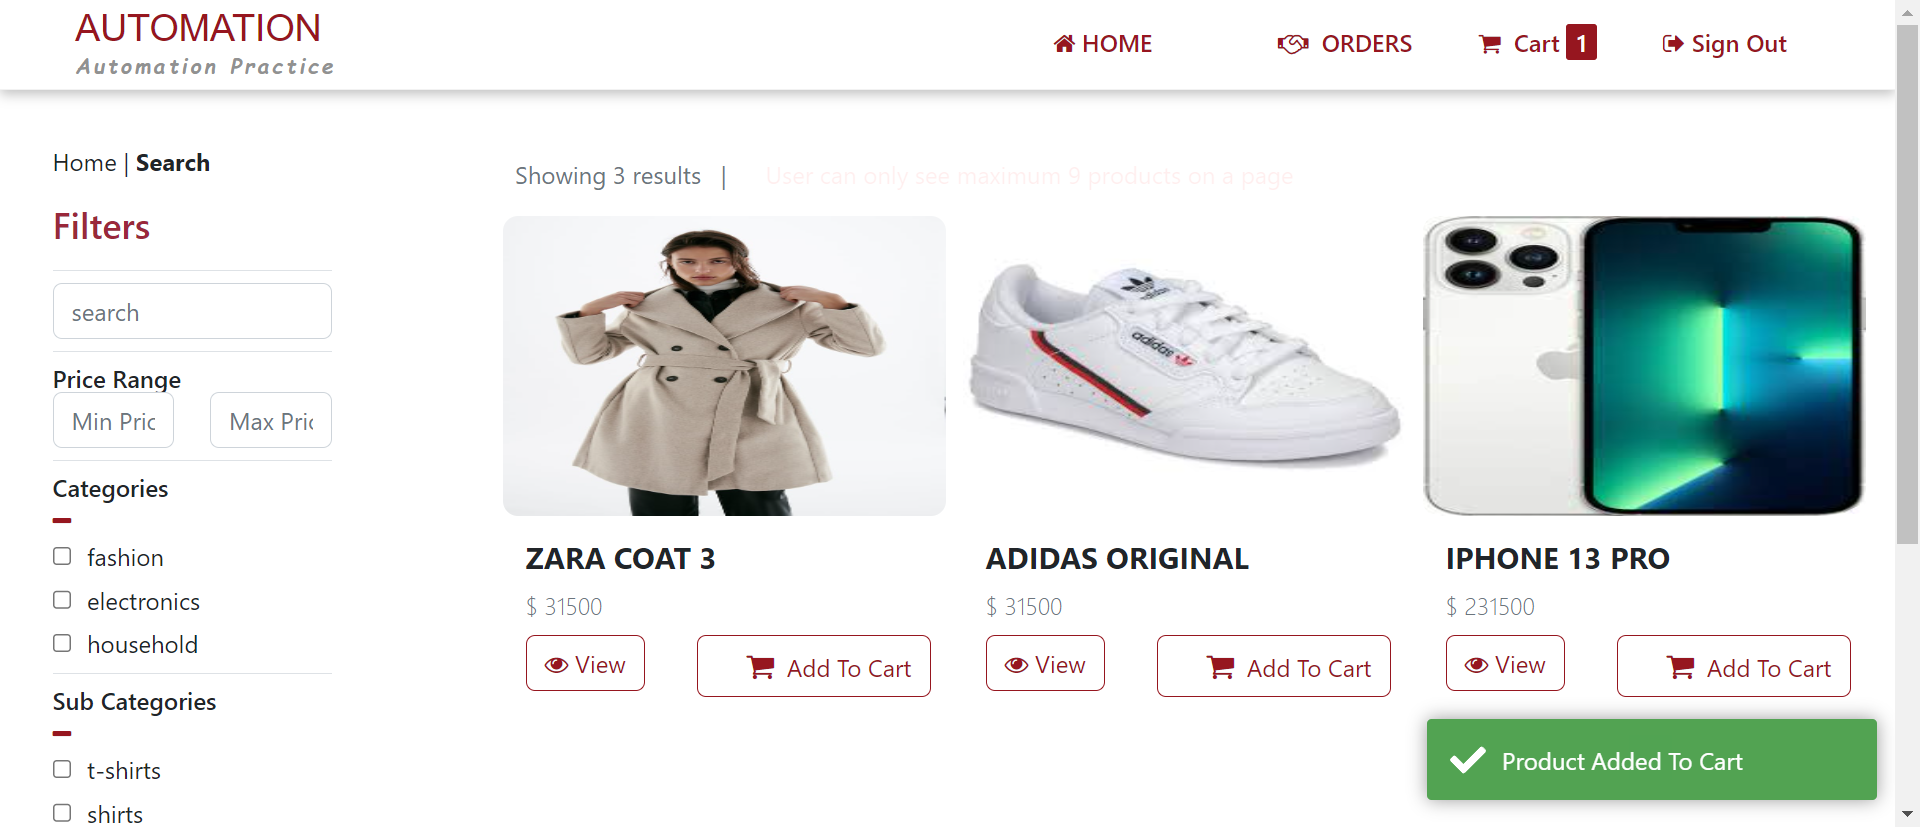 AUTOMATION
Automation Practice
HOME
ORDERS
Cart 1
Sign Out
Home | Search
Showing 3 results |
User can only see maximum 9 products on a page
Filters
search
Price Range
Min Pric
Max Pric
Categories
fashion
electronics
household
Sub Categories
t-shirts
shirts
adidas
adidas
ZARA COAT 3
$ 31500
View
Add To Cart
ADIDAS ORIGINAL
$ 31500
View
Add To Cart
IPHONE 13 PRO
$ 231500
View
Add To Cart
Product Added To Cart